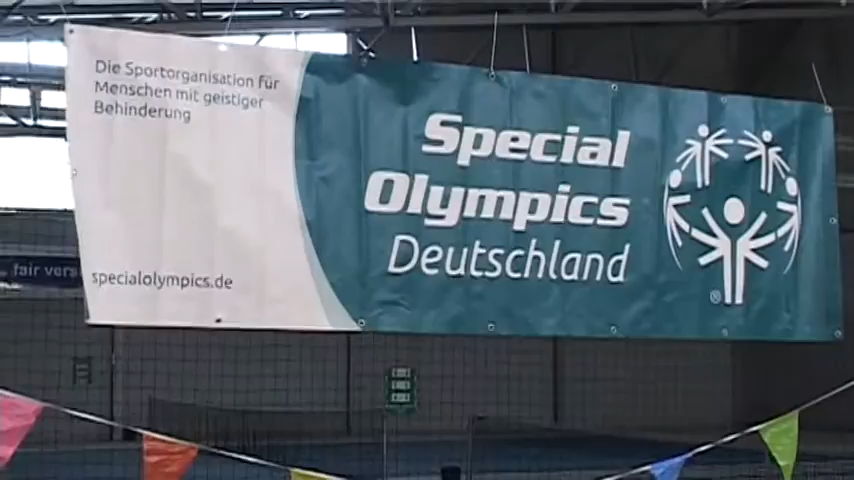 Die Sportorganisation für
Menschen mit geistiger
Behinderung
Special
Olympics
Deutschland
®
specialolympics.de
fair vers